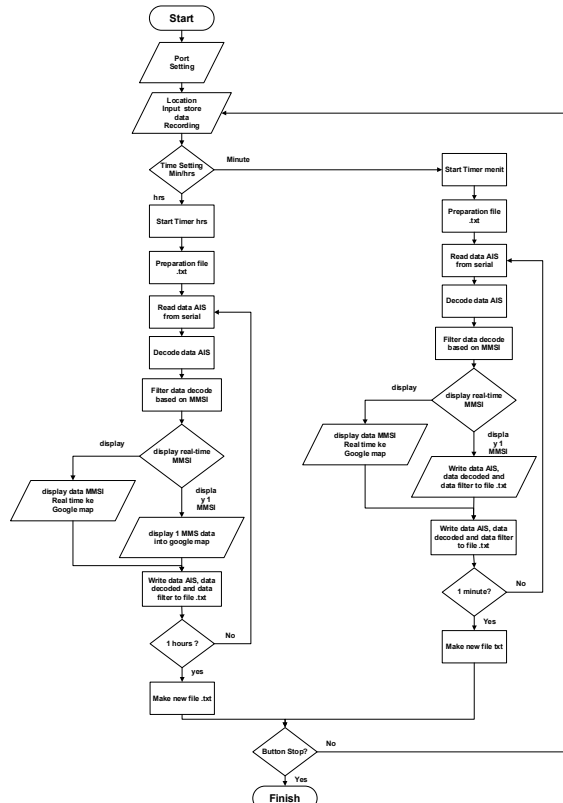 Start
Port
Setting
Location
Input store
data
Recording
Time Setting
Min/hrs
Minute
hrs
Start Timer hrs
Preparation file
.txt
Read data AIS
from serial
Decode data AIS
Filter data decode
based on MMSI
display real-time
MMSI
display
displa
y 1
MMSI
display data MMSI
Real time ke
Google map
display 1 MMS data
into google map
Write data AIS, data
decoded and data
filter to file .txt
1 hours ?
No
yes
Make new file .txt
Start Timer menit
Preparation file
.txt
Read data AIS
from serial
Decode data AIS
Filter data decode
based on MMSI
display real-time
MMSI
display
displa
y 1
MMSI
display data MMSI
Real time ke
Google map
Write data AIS,
data decoded and
data filter to file .txt
Write data AIS, data
decoded and data filter
to file .txt
1 minute?
No
Yes
Make new file txt
Button Stop?
No
Yes
Finish